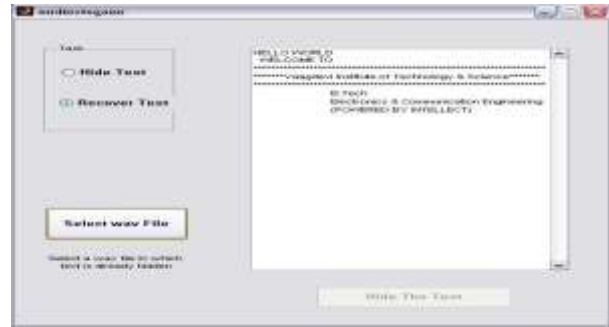 audiostegano
Task
Hide Text
Recover Text
Select wav File
Select a wav file in which
text is already hidden
HELLO WORLD
WELCOME TO
Institute of Technology & Science
B.Tech
Electronics & Communication Engineering
(POWERED BY INTELLECT)
Hide The Text